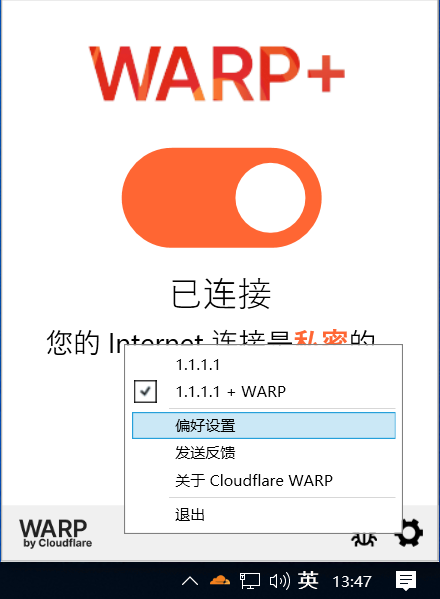 WARP+
已连接
您的 Internet 连接是私密的
1.1.1.1
1.1.1.1 + WARP
偏好设置
发送反馈
关于 Cloudflare WARP
退出
WARP
by Cloudflare
英 13:47